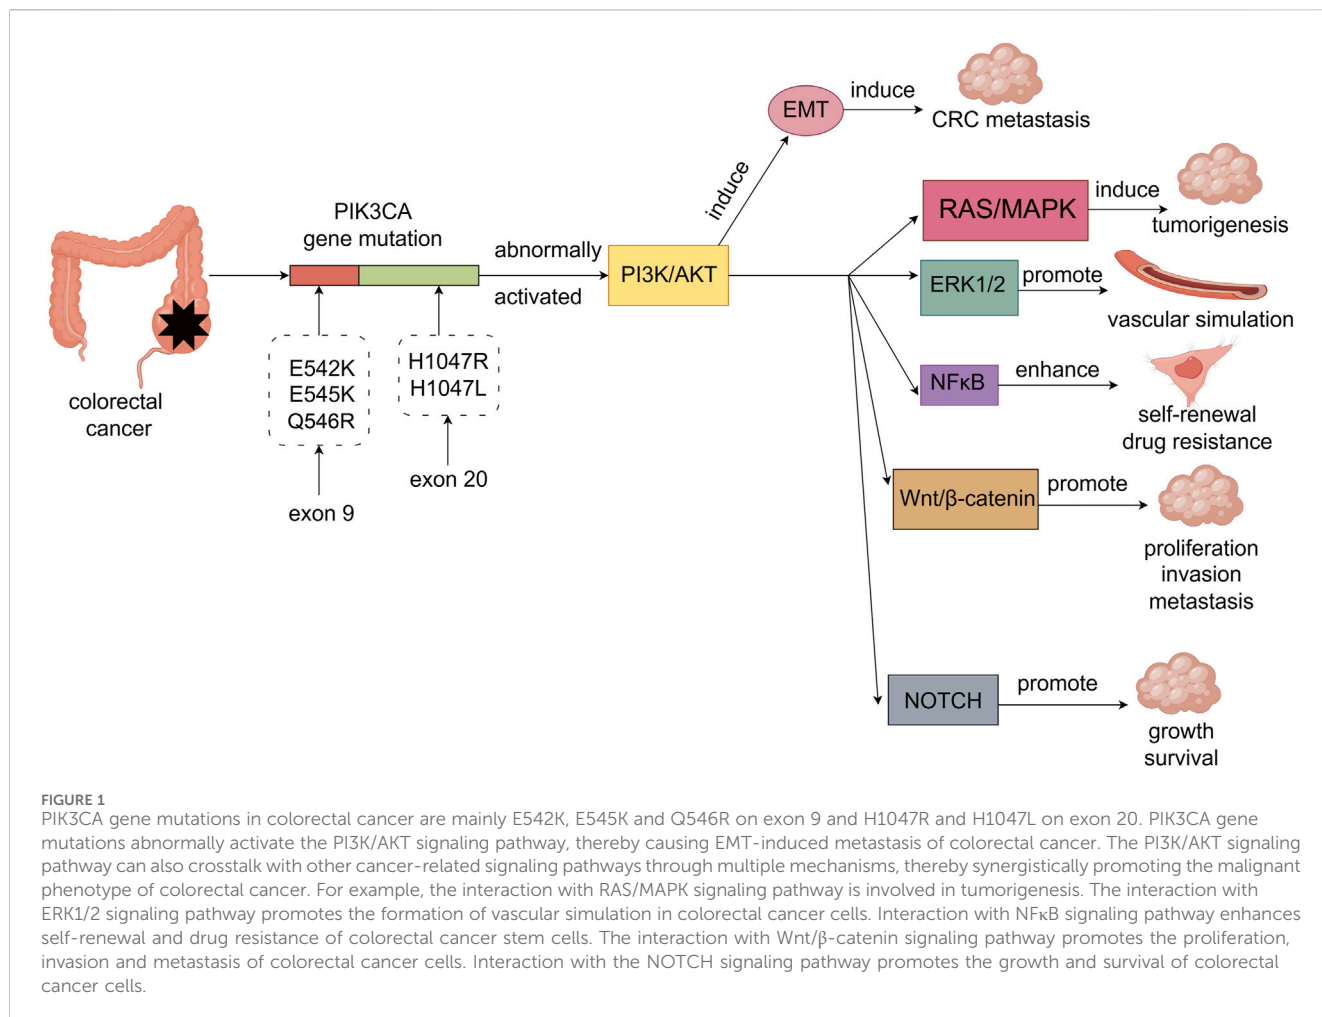 EMT
induce
CRC metastasis
induce
RAS/MAPK
induce
tumorigenesis
PIK3CA
gene mutation
abnormally
activated
PI3K/AKT
ERK1/2
promote
vascular simulation
colorectal
cancer
E542K
E545K
Q546R
exon 9
H1047R
H1047L
exon 20
NFκB
enhance
self-renewal
drug resistance
Wnt/β-catenin
promote
proliferation
invasion
metastasis
NOTCH
promote
growth
survival
FIGURE 1
PIK3CA gene mutations in colorectal cancer are mainly E542K, E545K and Q546R on exon 9 and H1047R and H1047L on exon 20. PIK3CA gene
mutations abnormally activate the PI3K/AKT signaling pathway, thereby causing EMT-induced metastasis of colorectal cancer. The PI3K/AKT signaling
pathway can also crosstalk with other cancer-related signaling pathways through multiple mechanisms, thereby synergistically promoting the malignant
phenotype of colorectal cancer. For example, the interaction with RAS/MAPK signaling pathway is involved in tumorigenesis. The interaction with
ERK1/2 signaling pathway promotes the formation of vascular simulation in colorectal cancer cells. Interaction with NFκB signaling pathway enhances
self-renewal and drug resistance of colorectal cancer stem cells. The interaction with Wnt/β-catenin signaling pathway promotes the proliferation,
invasion and metastasis of colorectal cancer cells. Interaction with the NOTCH signaling pathway promotes the growth and survival of colorectal
cancer cells.